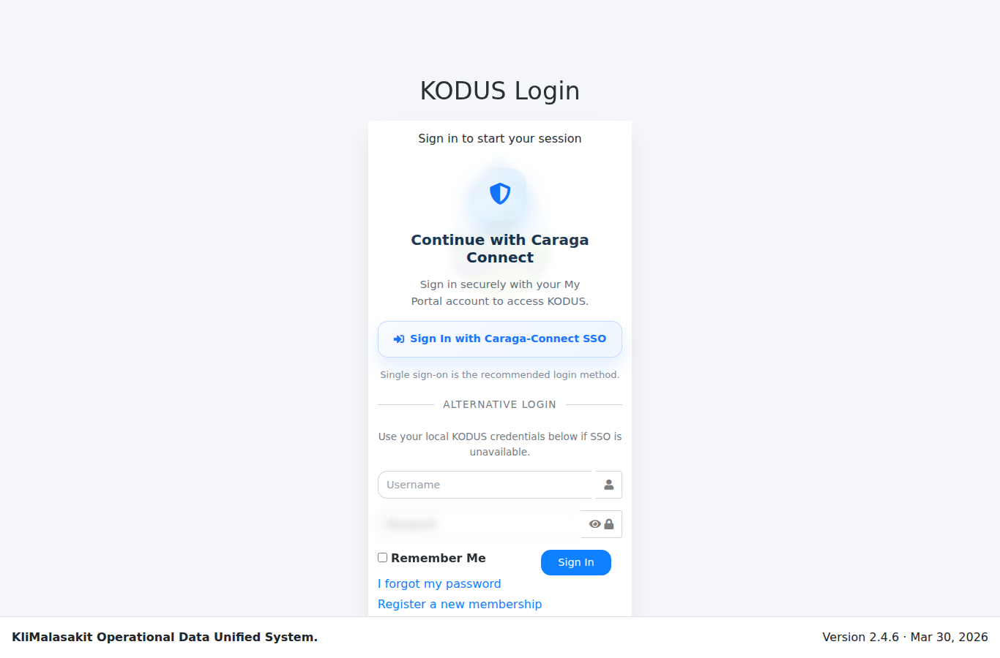 KODUS Login
Sign in to start your session
Continue with Caraga
Connect
Sign in securely with your My
Portal account to access KODUS.
Sign In with Caraga-Connect SSO
Single sign-on is the recommended login method.
ALTERNATIVE LOGIN
Use your local KODUS credentials below if SSO is
unavailable.
Username
Remember Me
Sign In
I forgot my password
Register a new membership
KliMalasakit Operational Data Unified System.
Version 2.4.6 · Mar 30, 2026